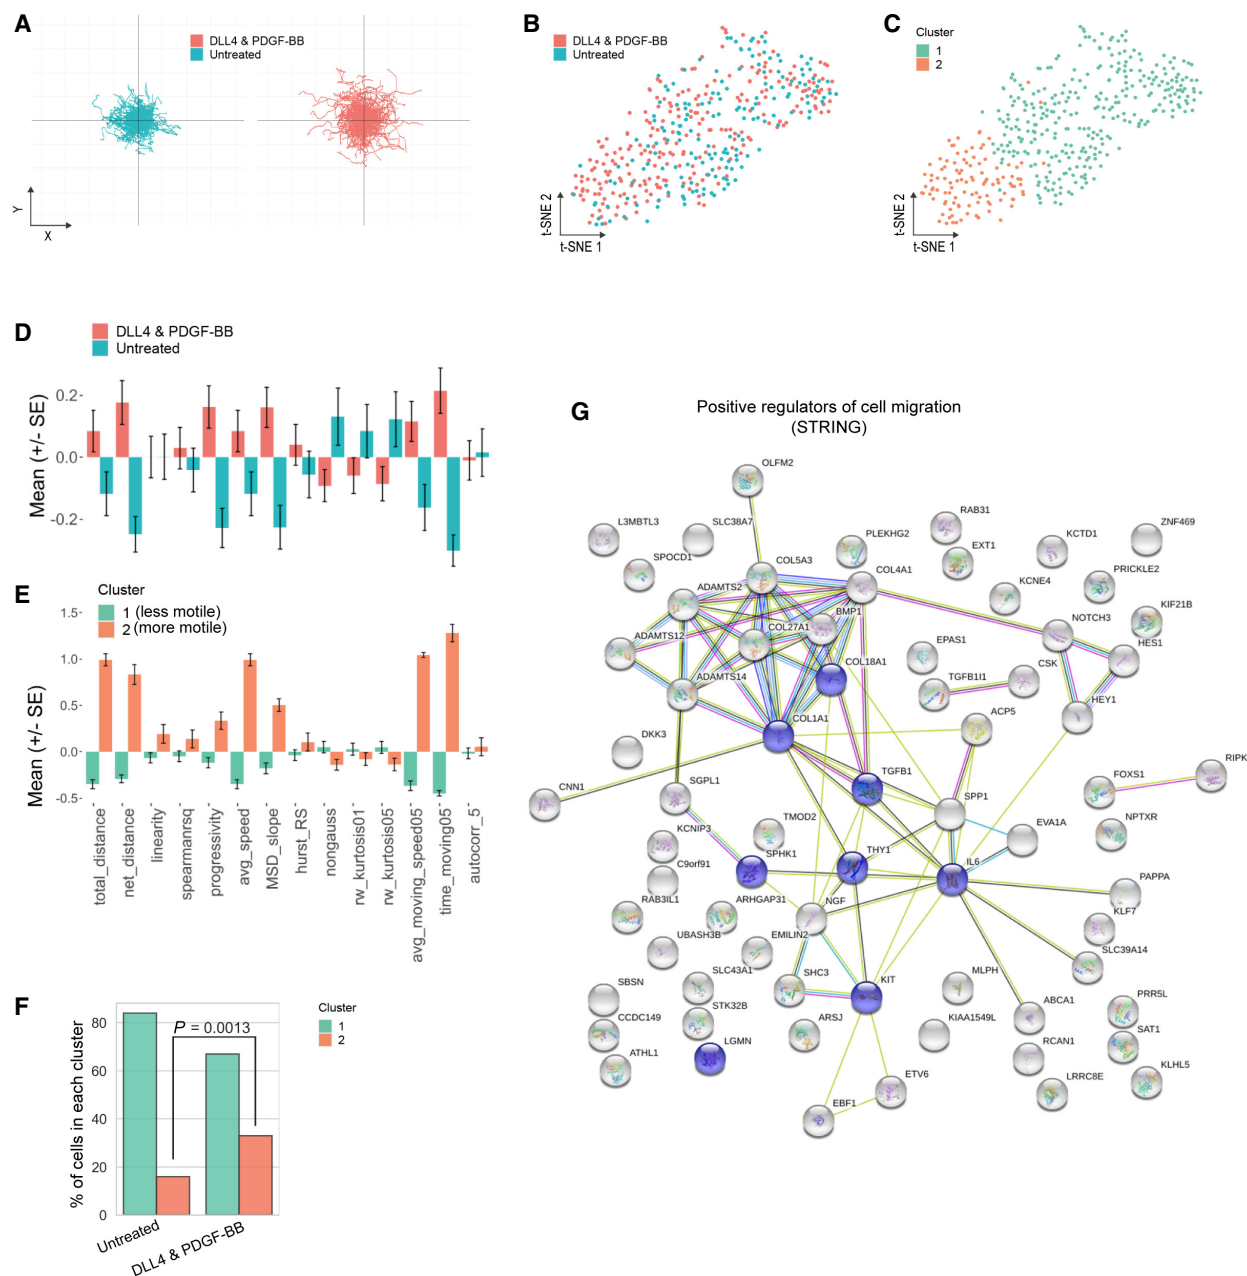 A
DLL4 & PDGF-BB
Untreated
Y
X
B
DLL4 & PDGF-BB
Untreated
t-SNE 2
t-SNE 1
C
Cluster
1
2
t-SNE 2
t-SNE 1
D
DLL4 & PDGF-BB
Untreated
Mean (+/- SE)
0.2-
0.0-
-0.2-
E
Cluster
1 (less motile)
2 (more motile)
Mean (+/- SE)
1.5-
1.0-
0.5-
0.0-
-0.5-
total_distance
net_distance
linearity
spearmanrsq
progressivity
avg_speed
MSD_slope
hurst_RS
nongauss
rw_kurtosis01
rw_kurtosis05
avg_moving_speed05
time_moving05
autocorr_5
F
Cluster
1
2
P = 0.0013
% of cells in each cluster
80
60
40
20
0
Untreated
DLL4 & PDGF-BB
G
Positive regulators of cell migration
(STRING)
OLFM2
L3MBTL3
SLC38A7
RAB31
ZNF469
PLEKHG2
KCTD1
SPOCD1
COL5A3
EXT1
COL4A1
PRICKLE2
ADAMTS2
KCNE4
BMP1
KIF21B
COL27A1
NOTCH3
ADAMTS12
EPAS1
HES1
COL18A1
CSK
ADAMTS14
TGFB1I1
HEY1
COL1A1
ACP5
DKK3
TGFB1
RIPK
FOXS1
CNN1
SGPL1
SPP1
TMOD2
EVA1A
NPTXR
KCNIP3
SPHK1
THY1
IL6
C9orf91
PAPPA
RAB3IL1
ARHGAP31
NGF
KLF7
UBASH3B
EMILIN2
SLC39A14
SLC43A1
SHC3
KIT
MLPH
SBSN
STK32B
ABCA1
PRR5L
CCDC149
ARSJ
KIAA1549L
SAT1
ATHL1
LGMN
RCAN1
LRRC8E
KLHL5
ETV6
EBF1